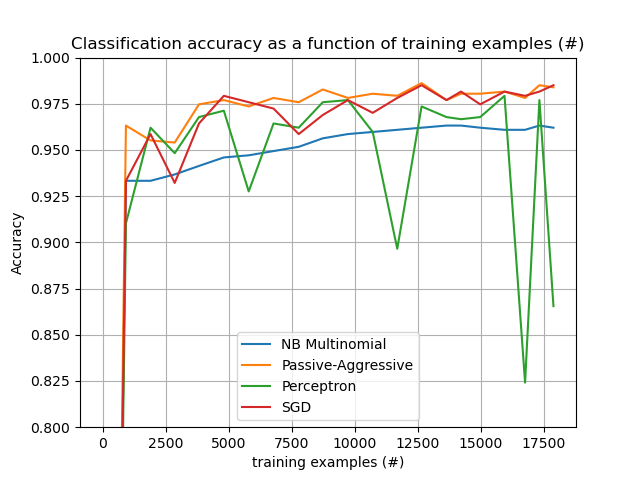 Classification accuracy as a function of training examples (#)
1.000
0.975
0.950
0.925
0.900
0.875
0.850
0.825
0.800
Accuracy
NB Multinomial
Passive-Aggressive
Perceptron
SGD
0 2500 5000 7500 10000 12500 15000 17500
training examples (#)